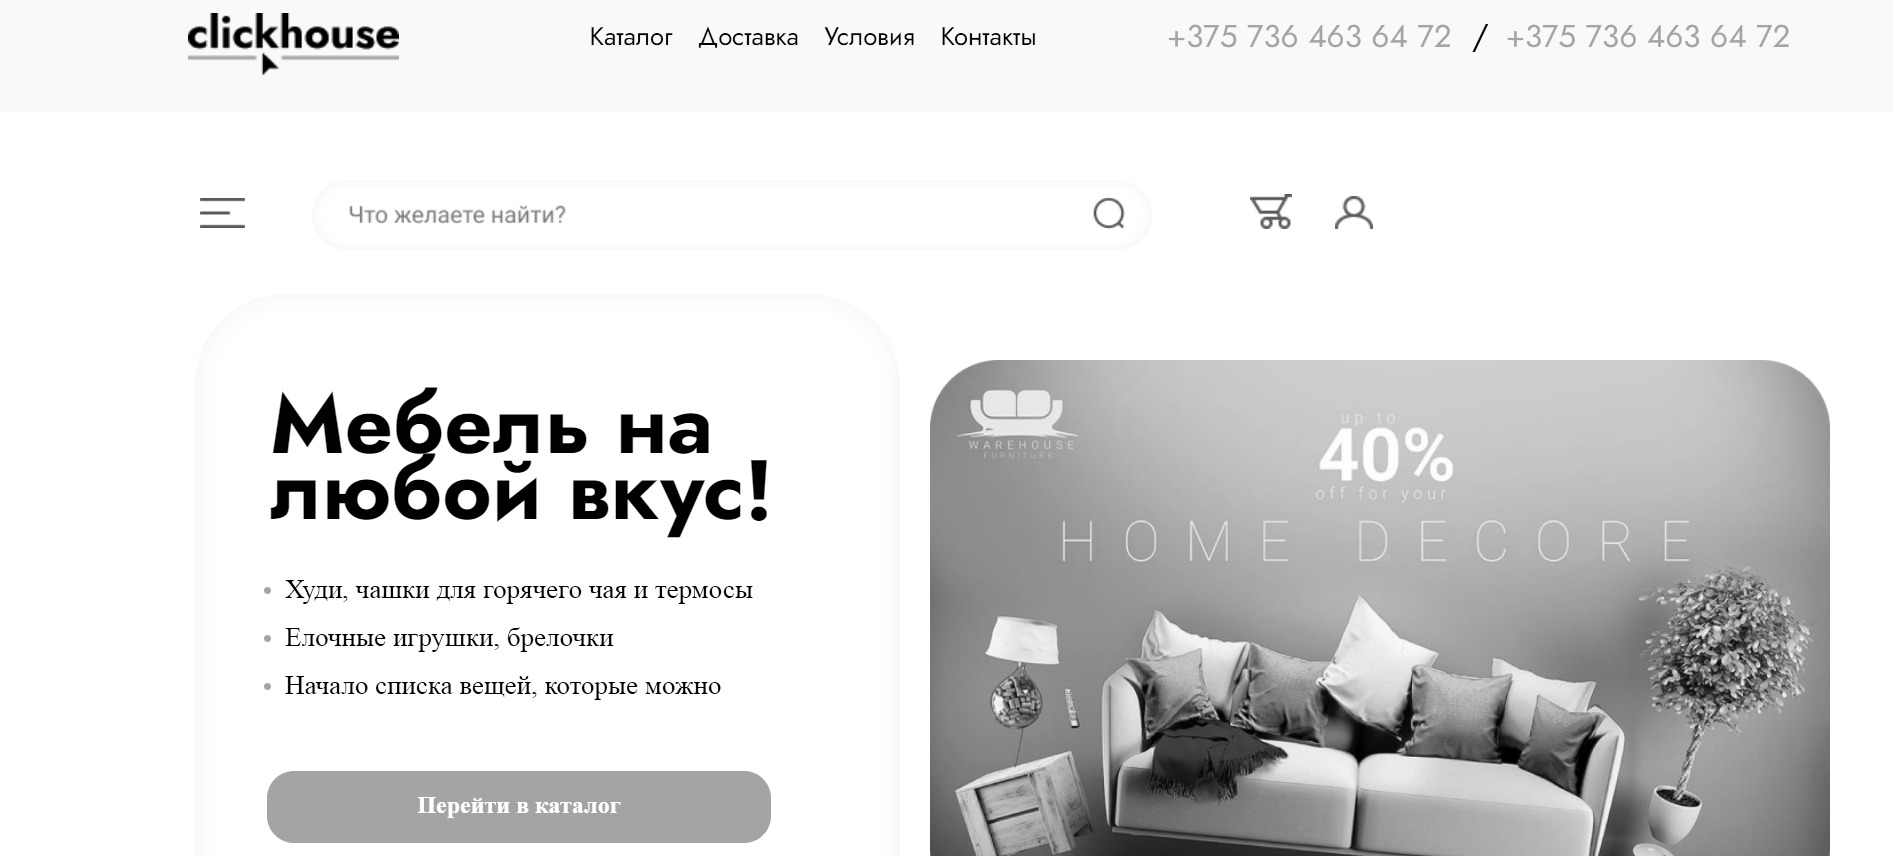 clickhouse
Каталог Доставка Условия Контакты
+375 736 463 64 72 / +375 736 463 64 72
Что желаете найти?
Мебель на
любой вкус!
Худи, чашки для горячего чая и термосы
Елочные игрушки, брелочки
Начало списка вещей, которые можно
Перейти в каталог
WAREHOUSE
FURNITURE
up to
40%
off for your
HOME DECORE